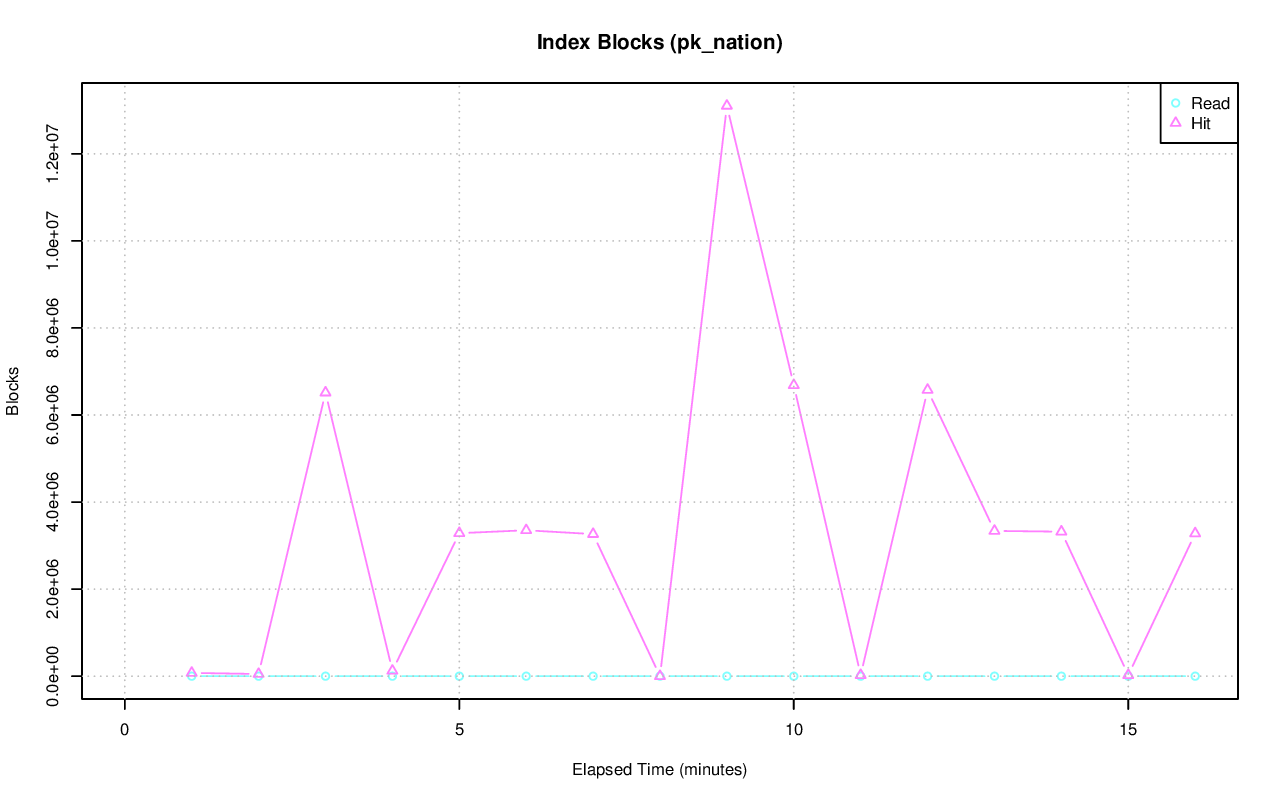 Index Blocks (pk_nation)
Read
Hit
Blocks
0.0e+00
2.0e+06
4.0e+06
6.0e+06
8.0e+06
1.0e+07
1.2e+07
0
5
10
15
Elapsed Time (minutes)